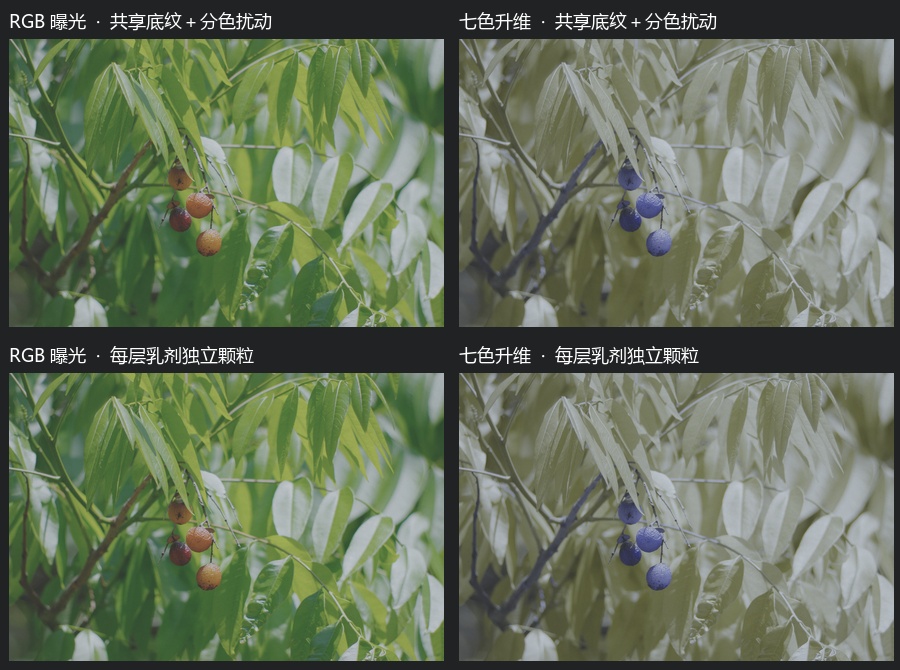 RGB 曝光 · 共享底纹 + 分色扰动
七色升维 · 共享底纹 + 分色扰动
RGB 曝光 · 每层乳剂独立颗粒
七色升维 · 每层乳剂独立颗粒